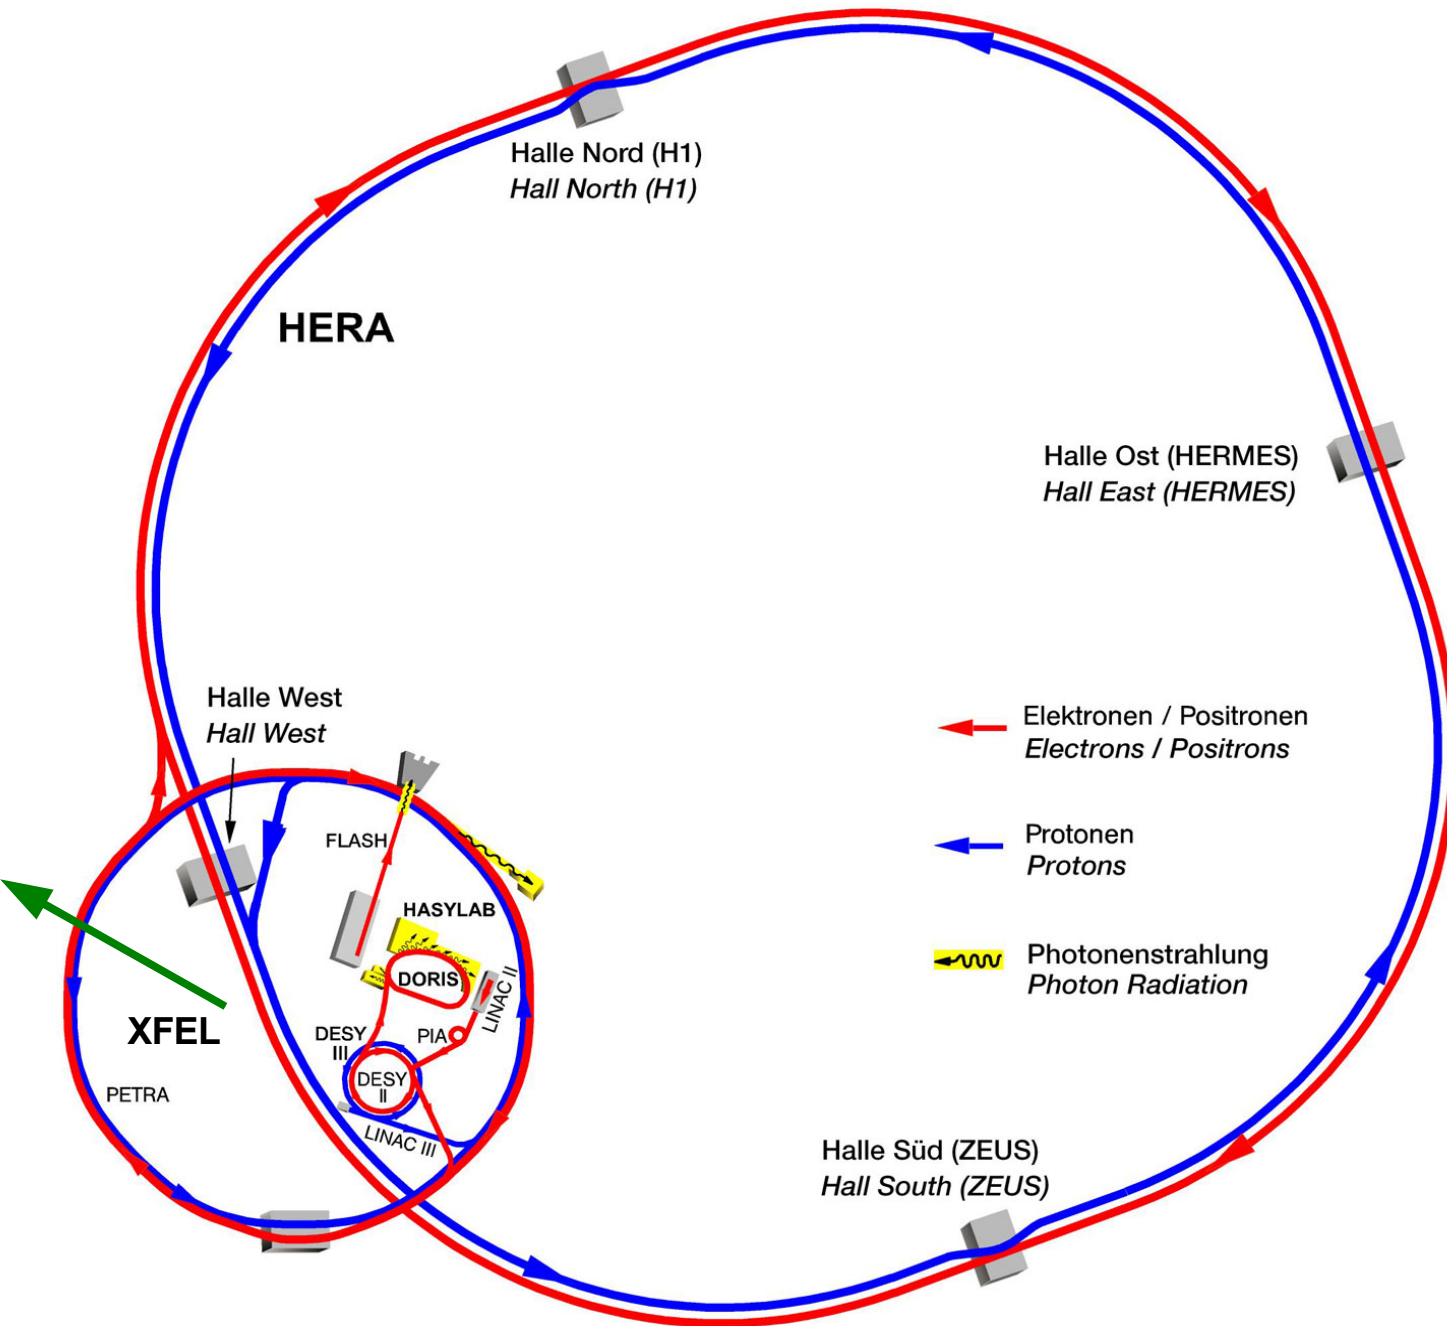 Halle Nord (H1)
Hall North (H1)
HERA
Halle Ost (HERMES)
Hall East (HERMES)
Halle West
Hall West
Elektronen / Positronen
Electrons / Positrons
FLASH
Protonen
Protons
HASYLAB
Photonenstrahlung
Photon Radiation
DORIS
LINAC II
XFEL
DESY
III
PIA
DESY
II
PETRA
LINAC III
Halle Süd (ZEUS)
Hall South (ZEUS)